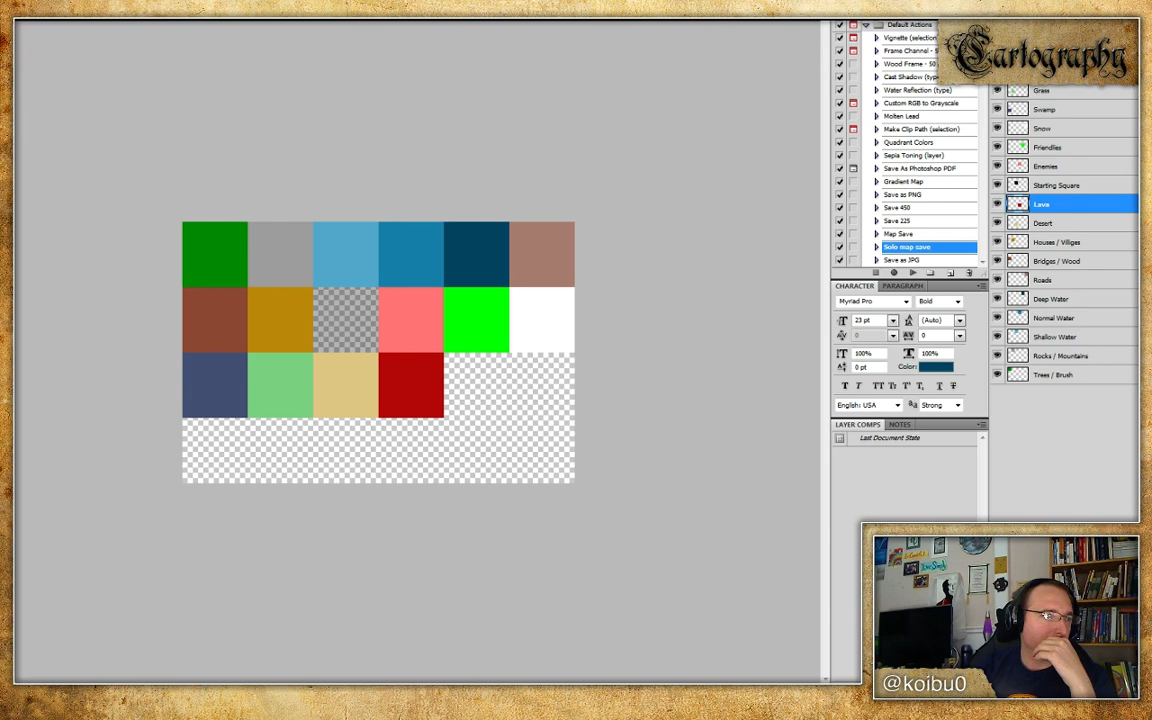 Default Actions
Vignette (selection
Frame Channel - 5
Wood Frame - 50
Cast Shadow (typ
Water Reflection (type)
Custom RGB to Grayscale
Molten Lead
Make Clip Path (selection)
Quadrant Colors
Sepia Toning (layer)
Save As Photoshop PDF
Gradient Map
Save as PNG
Save 450
Save 225
Map Save
Solo map save
Save as JPG
Cartography
Grass
Swamp
Snow
Friendlies
Enemies
Starting Square
Lava
Desert
Houses / Villiges
Bridges / Wood
Roads
Deep Water
Normal Water
Shallow Water
Rocks / Mountains
Trees / Brush
CHARACTER PARAGRAPH
Myriad Pro Bold
23 pt (Auto)
0 0
100% 100%
0 pt Color:
English: USA Strong
LAYER COMPS NOTES
Last Document State
@koibu0